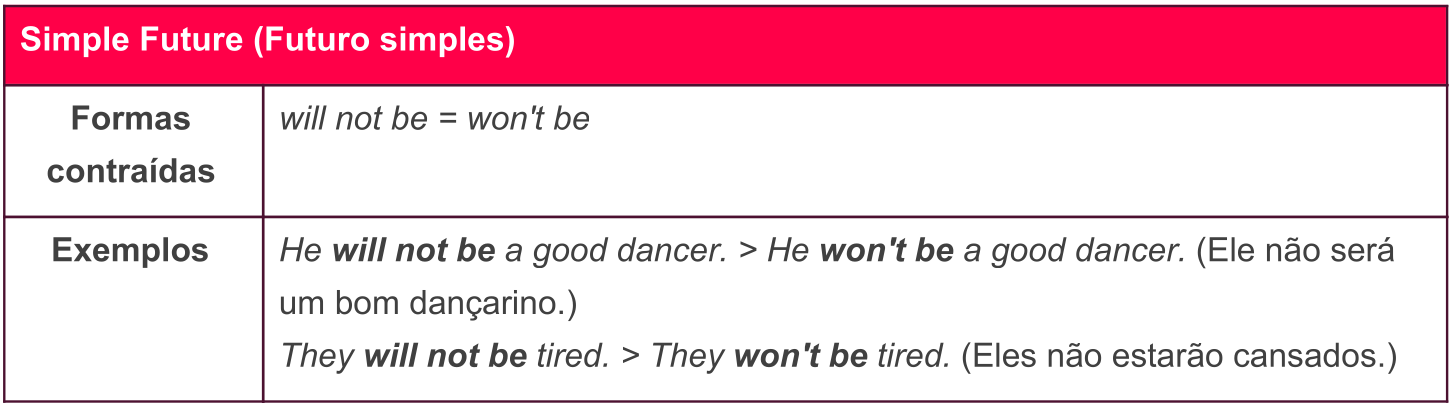 Simple Future (Futuro simples)
Formas
contraídas
will not be = won't be
Exemplos
He will not be a good dancer. > He won't be a good dancer. (Ele não será
um bom dançarino.)
They will not be tired. > They won't be tired. (Eles não estarão cansados.)